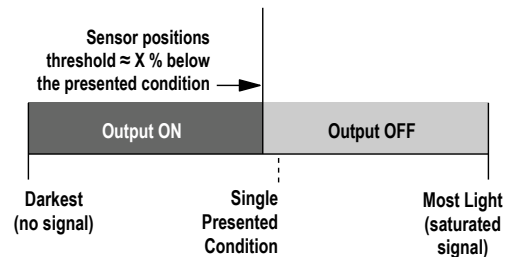 Sensor positions
threshold ≈ X % below
the presented condition
Output ON
Output OFF
Darkest
(no signal)
Single
Presented
Condition
Most Light
(saturated
signal)